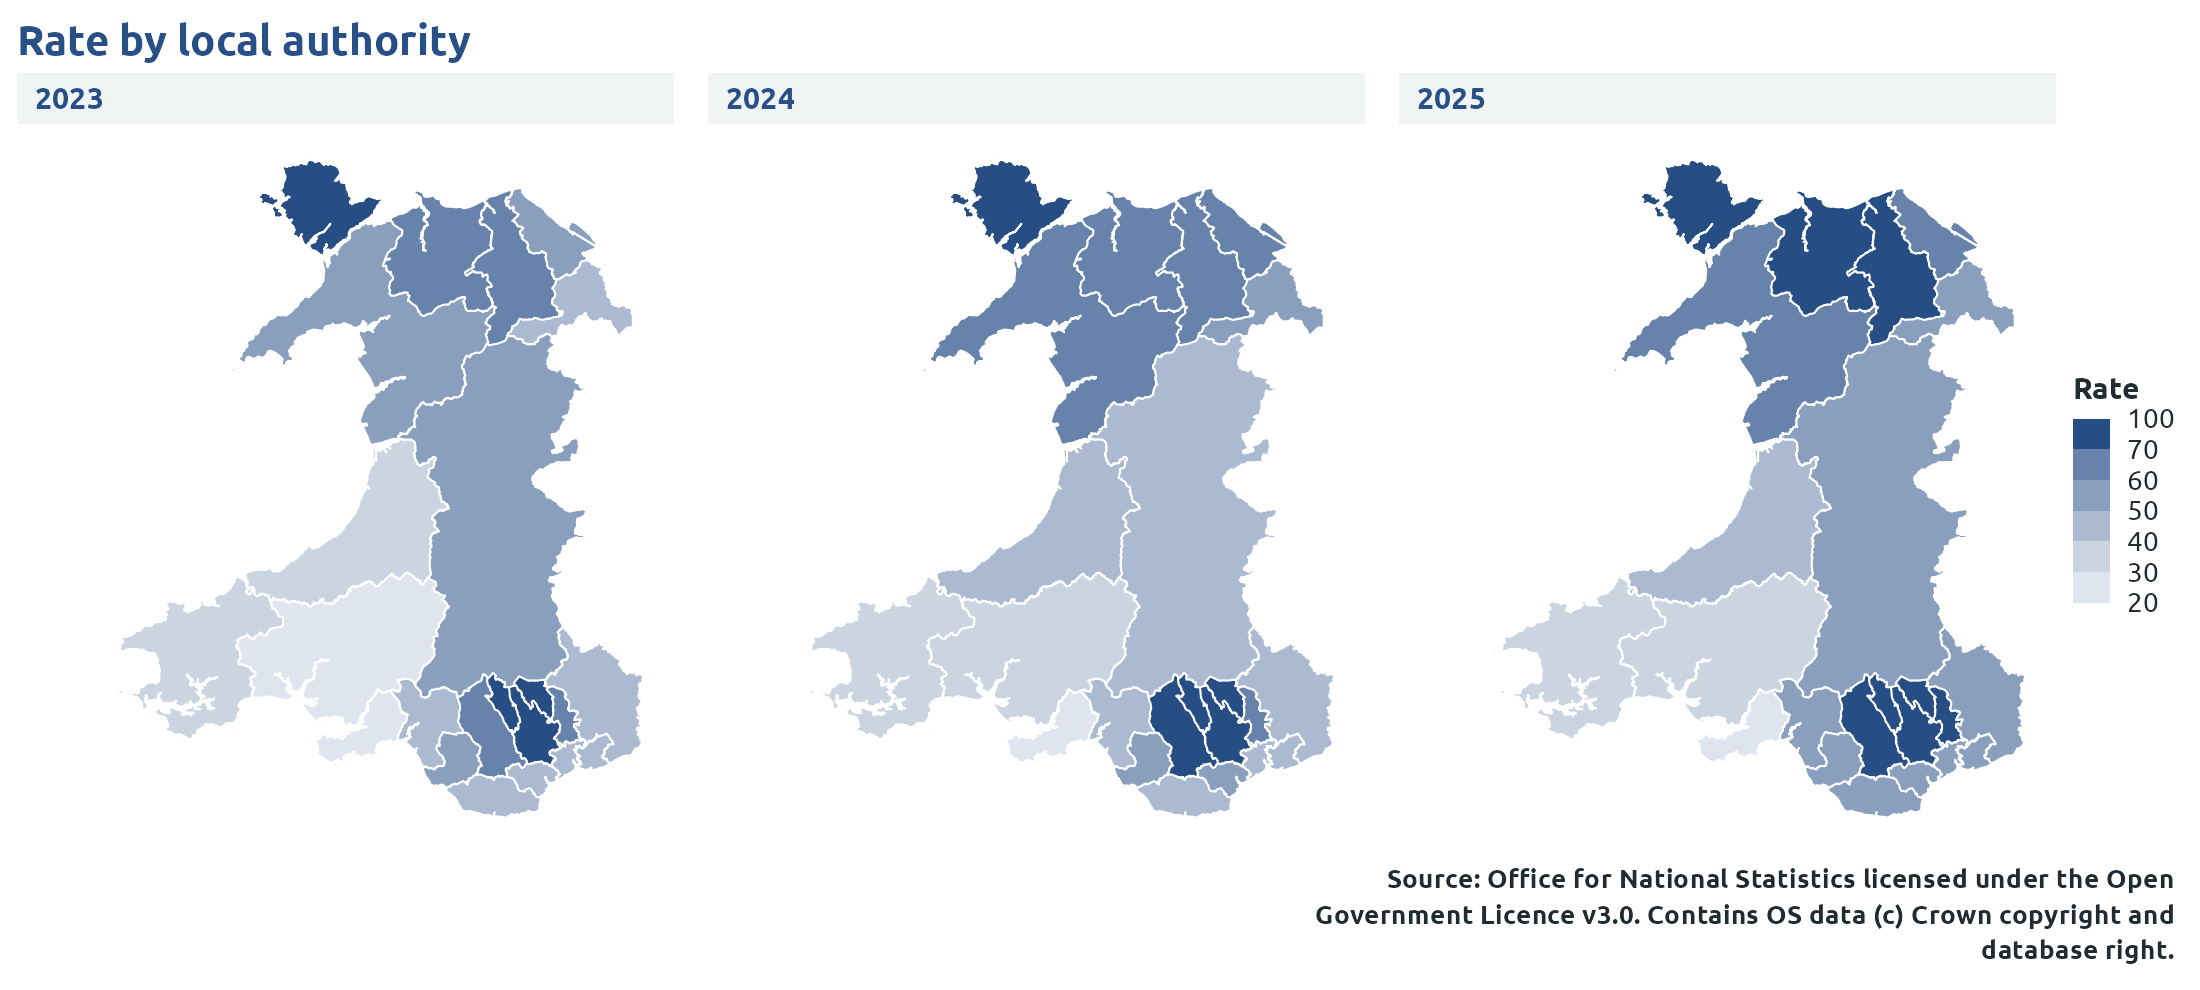 Rate by local authority
2023
2024
2025
Rate
100
70
60
50
40
30
20
Source: Office for National Statistics licensed under the Open
Government Licence v3.0. Contains OS data (c) Crown copyright and
database right.